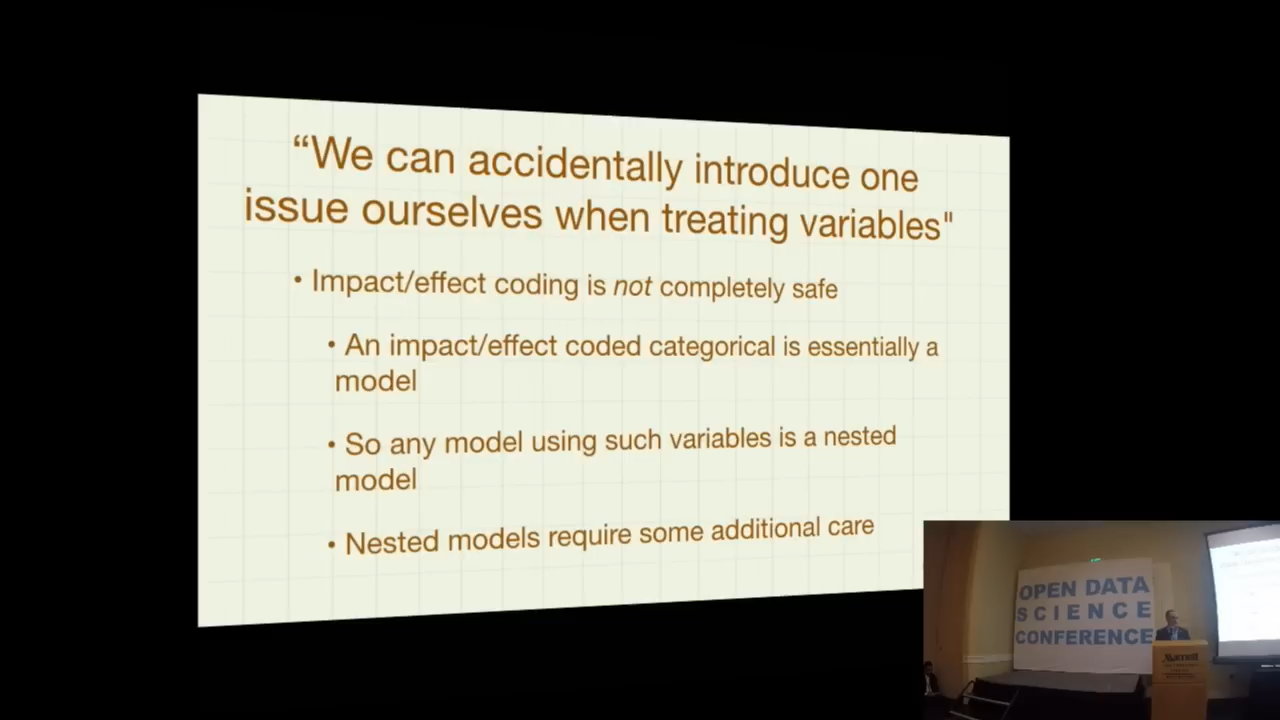 “We can accidentally introduce one
issue ourselves when treating variables"
• Impact/effect coding is not completely safe
• An impact/effect coded categorical is essentially a
model
• So any model using such variables is a nested
model
• Nested models require some additional care
OPEN DATA
SCIENCE
CONFERENCE
Marriott